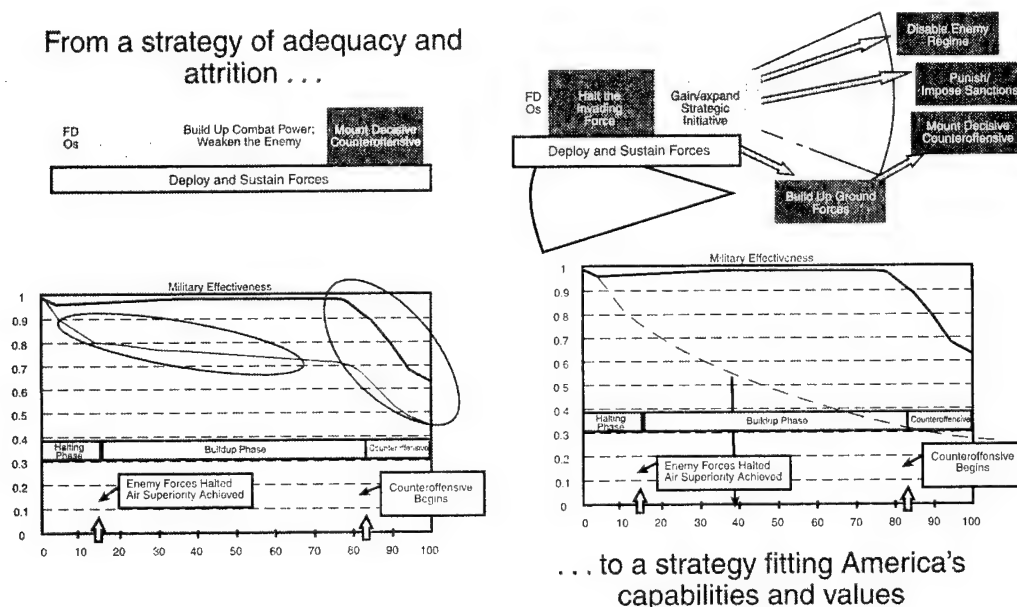 From a strategy of adequacy and
attrition . . .
FD
Os
Build Up Combat Power;
Weaken the Enemy
Mount Decisive
Counteroffensive
Deploy and Sustain Forces
Military Effectiveness
1
0.9
0.8
0.7
0.6
0.5
0.4
0.3
0.2
0.1
0
Halting
Phase
Buildup Phase
Counteroffensive
Enemy Forces Halted
Air Superiority Achieved
Counteroffensive
Begins
0 10 20 30 40 50 60 70 80 90 100
FD
Os
Halt the
Invading
Force
Gain/expand
Strategic
Initiative
Deploy and Sustain Forces
Disable Enemy
Regime
Punish/
Impose Sanctions
Mount Decisive
Counteroffensive
Build Up Ground
Forces
Military Effectiveness
1
0.9
0.8
0.7
0.6
0.5
0.4
0.3
0.2
0.1
0
Halting
Phase
Buildup Phase
Counteroffensive
Enemy Forces Halted
Air Superiority Achieved
Counteroffensive
Begins
0 10 20 30 40 50 60 70 80 90 100
. . . to a strategy fitting America's
capabilities and values